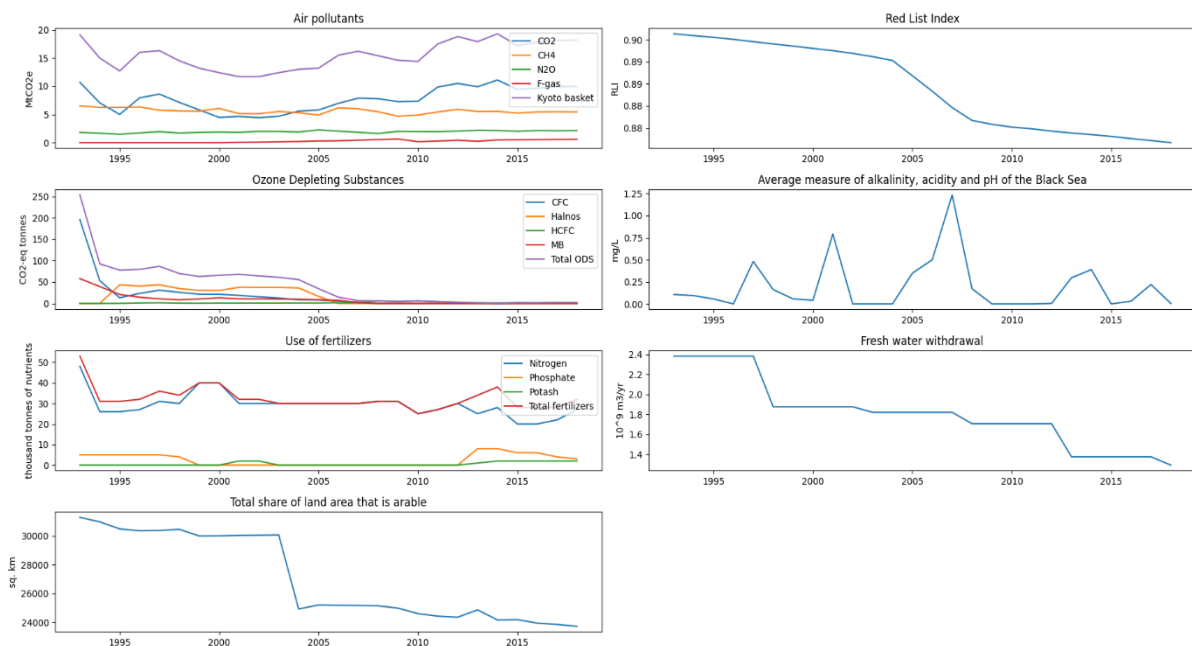 Air pollutants
MtCO2e
20
15
10
5
0
CO2
CH4
N2O
F-gas
Kyoto basket
1995 2000 2005 2010 2015
Red List Index
RLI
0.90
0.89
0.89
0.88
0.88
1995 2000 2005 2010 2015
Ozone Depleting Substances
CO2-eq tonnes
250
200
150
100
50
0
CFC
Halnos
HCFC
MB
Total ODS
1995 2000 2005 2010 2015
Average measure of alkalinity, acidity and pH of the Black Sea
mg/L
1.25
1.00
0.75
0.50
0.25
0.00
1995 2000 2005 2010 2015
Use of fertilizers
thousand tonnes of nutrients
50
40
30
20
10
0
Nitrogen
Phosphate
Potash
Total fertilizers
1995 2000 2005 2010 2015
Fresh water withdrawal
10^9 m3/yr
2.4
2.2
2.0
1.8
1.6
1.4
1995 2000 2005 2010 2015
Total share of land area that is arable
sq. km
30000
28000
26000
24000
1995 2000 2005 2010 2015